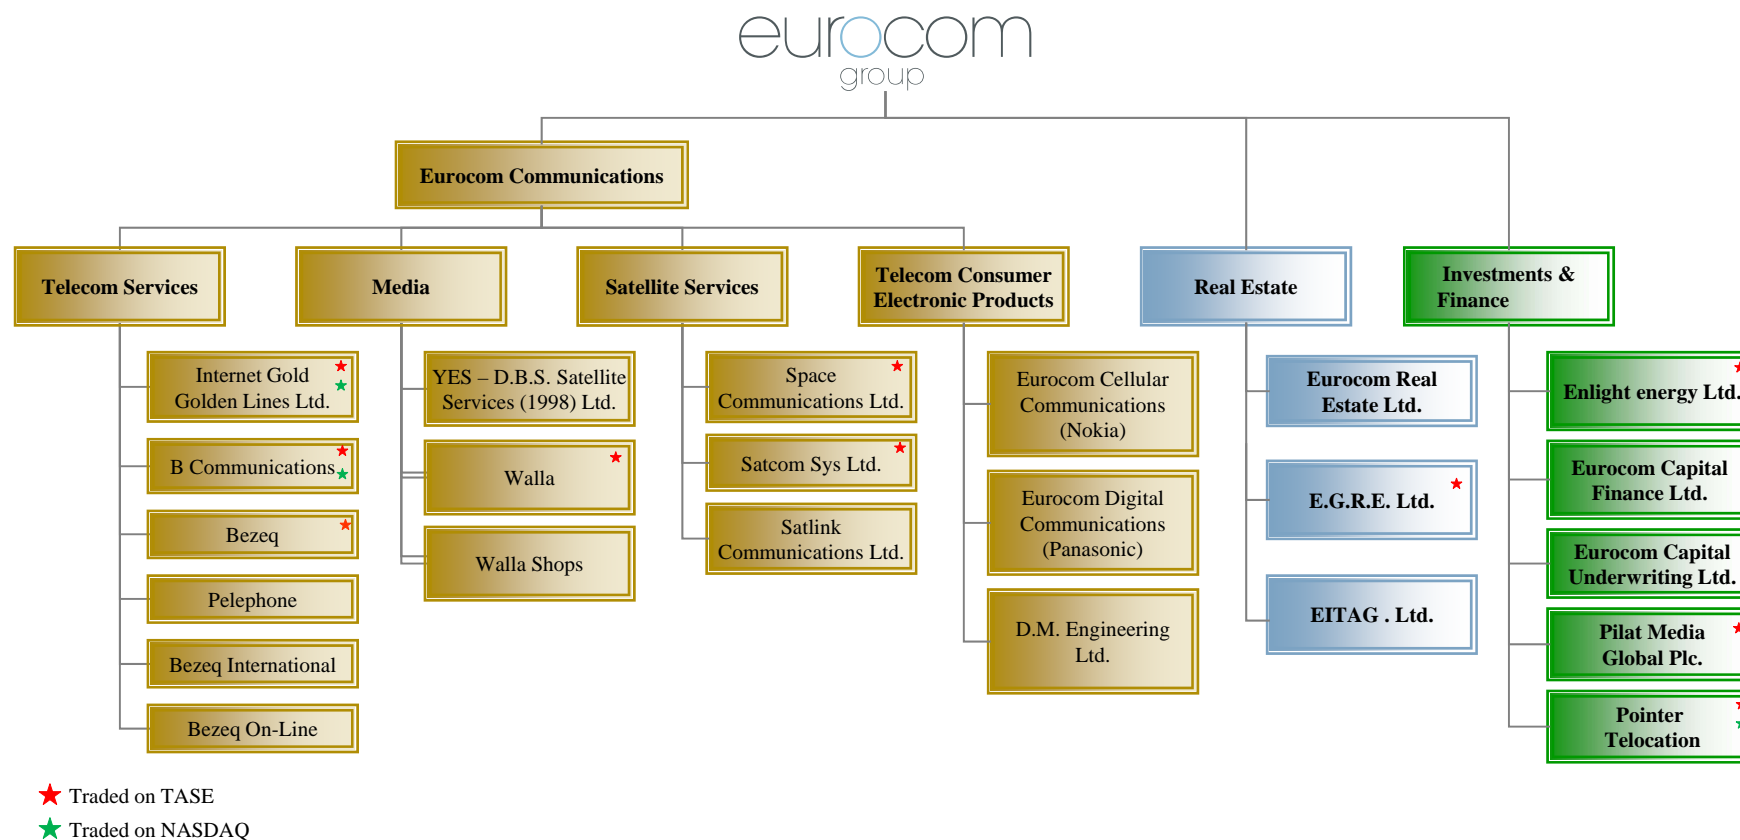 eurocom
group
Eurocom Communications
Telecom Services
Media
Satellite Services
Telecom Consumer
Electronic Products
Real Estate
Investments &
Finance
Internet Gold
Golden Lines Ltd.
B Communications
Bezeq
Pelephone
Bezeq International
Bezeq On-Line
YES – D.B.S. Satellite
Services (1998) Ltd.
Walla
Walla Shops
Space
Communications Ltd.
Satcom Sys Ltd.
Satlink
Communications Ltd.
Eurocom Cellular
Communications
(Nokia)
Eurocom Digital
Communications
(Panasonic)
D.M. Engineering
Ltd.
Eurocom Real
Estate Ltd.
E.G.R.E. Ltd.
EITAG . Ltd.
Enlight energy Ltd.
Eurocom Capital
Finance Ltd.
Eurocom Capital
Underwriting Ltd.
Pilat Media
Global Plc.
Pointer
Telocation
Traded on TASE
Traded on NASDAQ